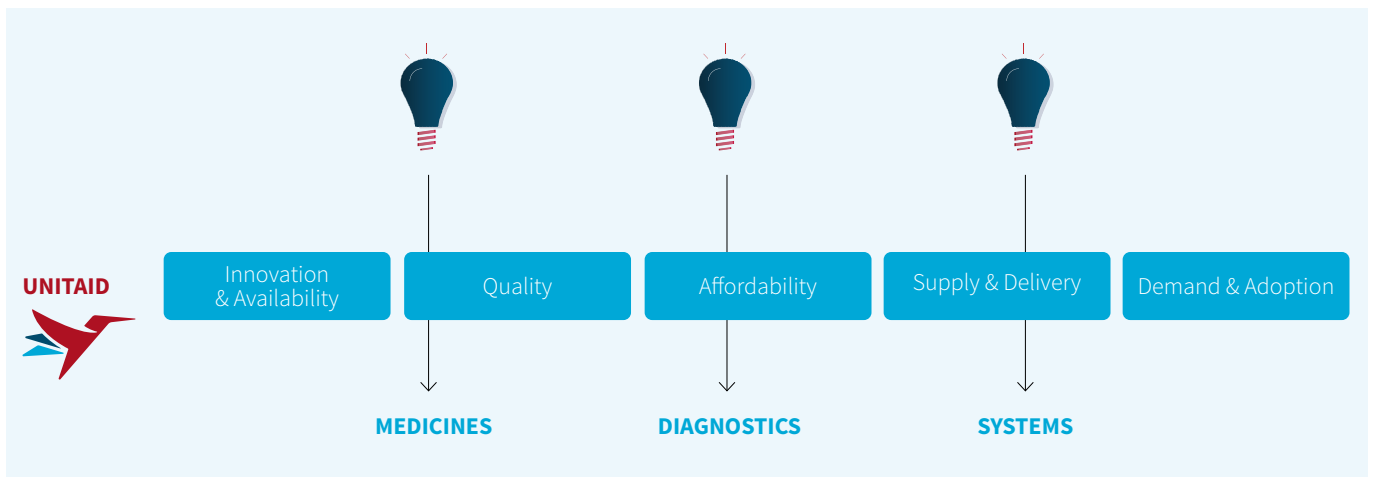 UNITAID
Innovation
& Availability
Quality
Affordability
Supply & Delivery
Demand & Adoption
MEDICINES
DIAGNOSTICS
SYSTEMS